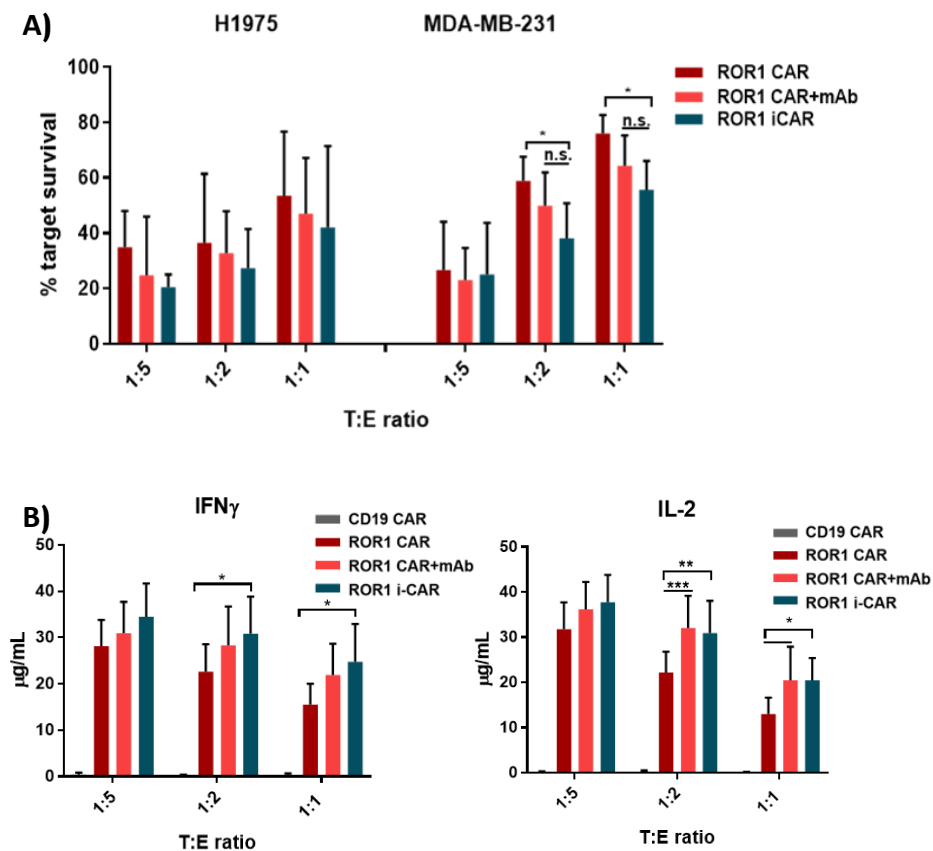 A)
H1975 MDA-MB-231
ROR1 CAR
ROR1 CAR+mAb
ROR1 iCAR
% target survival
100
80
60
40
20
0
*
n.s.
*
n.s.
1:5 1:2 1:1 1:5 1:2 1:1
T:E ratio
B)
IFNγ
CD19 CAR
ROR1 CAR
ROR1 CAR+mAb
ROR1 i-CAR
µg/mL
50
40
30
20
10
0
*
*
1:5 1:2 1:1
T:E ratio
IL-2
CD19 CAR
ROR1 CAR
ROR1 CAR+mAb
ROR1 i-CAR
µg/mL
50
40
30
20
10
0
**
***
*
1:5 1:2 1:1
T:E ratio